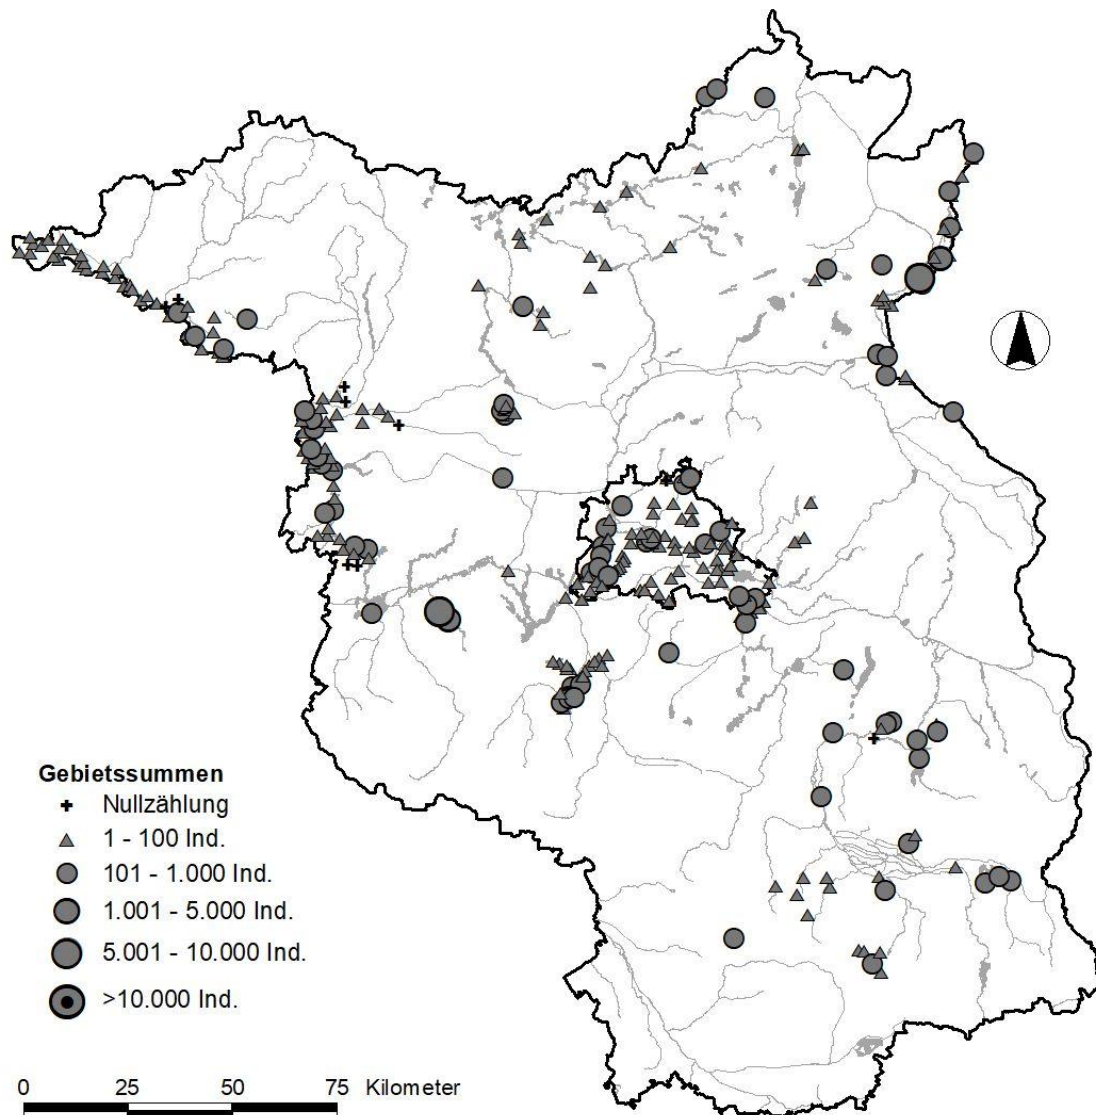 Gebietssummen
Nullzählung
1 - 100 Ind.
101 - 1.000 Ind.
1.001 - 5.000 Ind.
5.001 - 10.000 Ind.
>10.000 Ind.
0 25 50 75 Kilometer